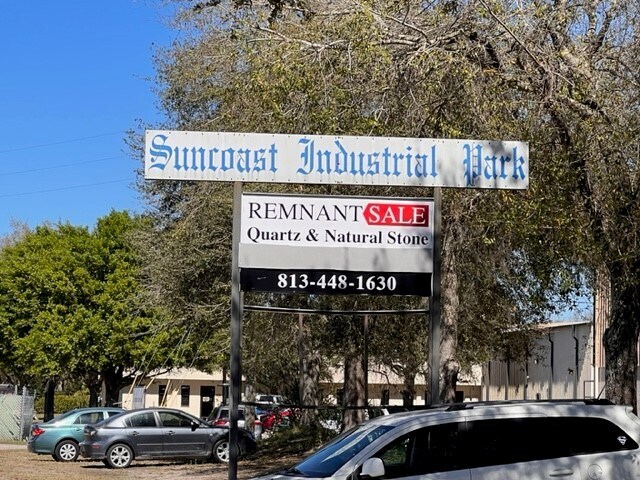 Suncoast Industrial Park
REMNANT SALE
Quartz & Natural Stone
813-448-1630